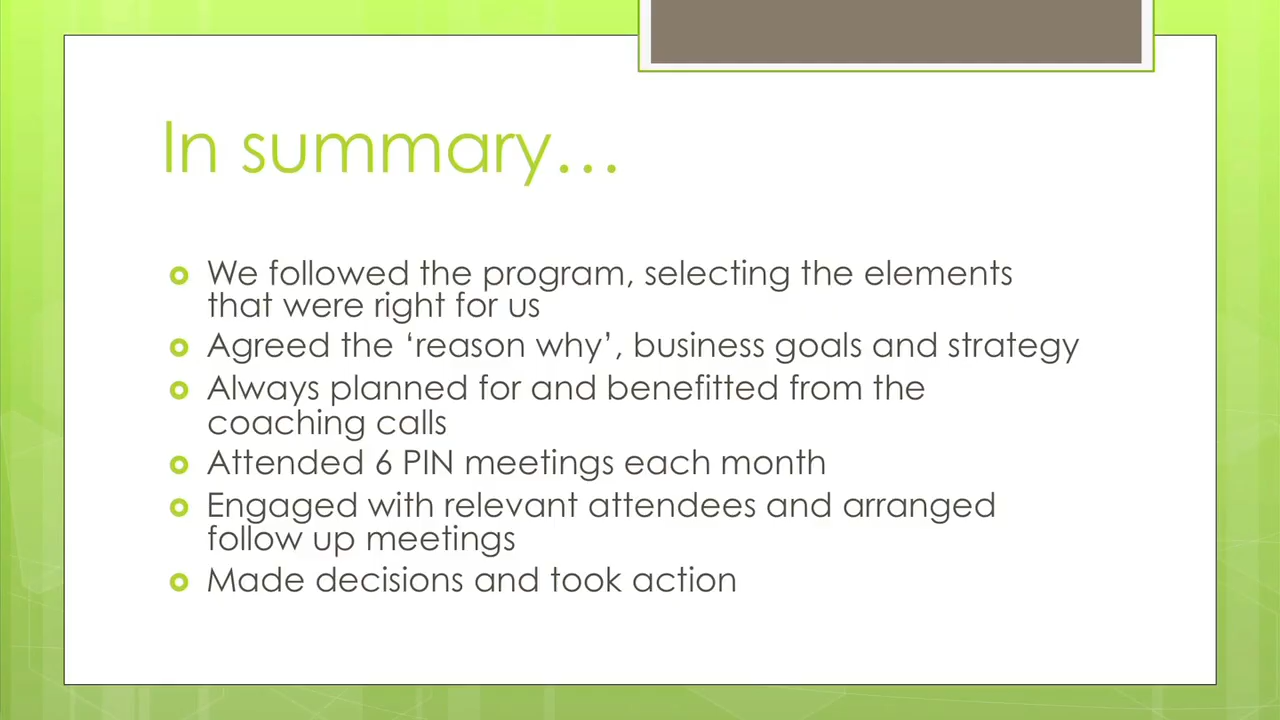 In summary…
We followed the program, selecting the elements
that were right for us
Agreed the ‘reason why’, business goals and strategy
Always planned for and benefitted from the
coaching calls
Attended 6 PIN meetings each month
Engaged with relevant attendees and arranged
follow up meetings
Made decisions and took action